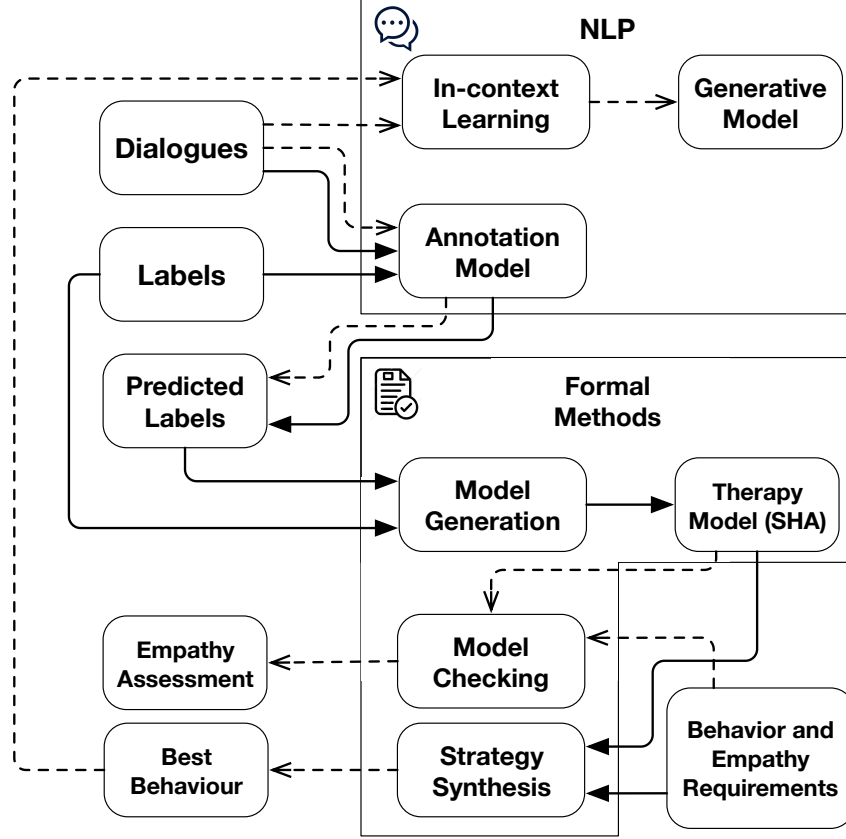 NLP
In-context
Learning
Generative
Model
Dialogues
Annotation
Model
Labels
Predicted
Labels
Formal
Methods
Model
Generation
Therapy
Model (SHA)
Empathy
Assessment
Model
Checking
Best
Behaviour
Strategy
Synthesis
Behavior and
Empathy
Requirements